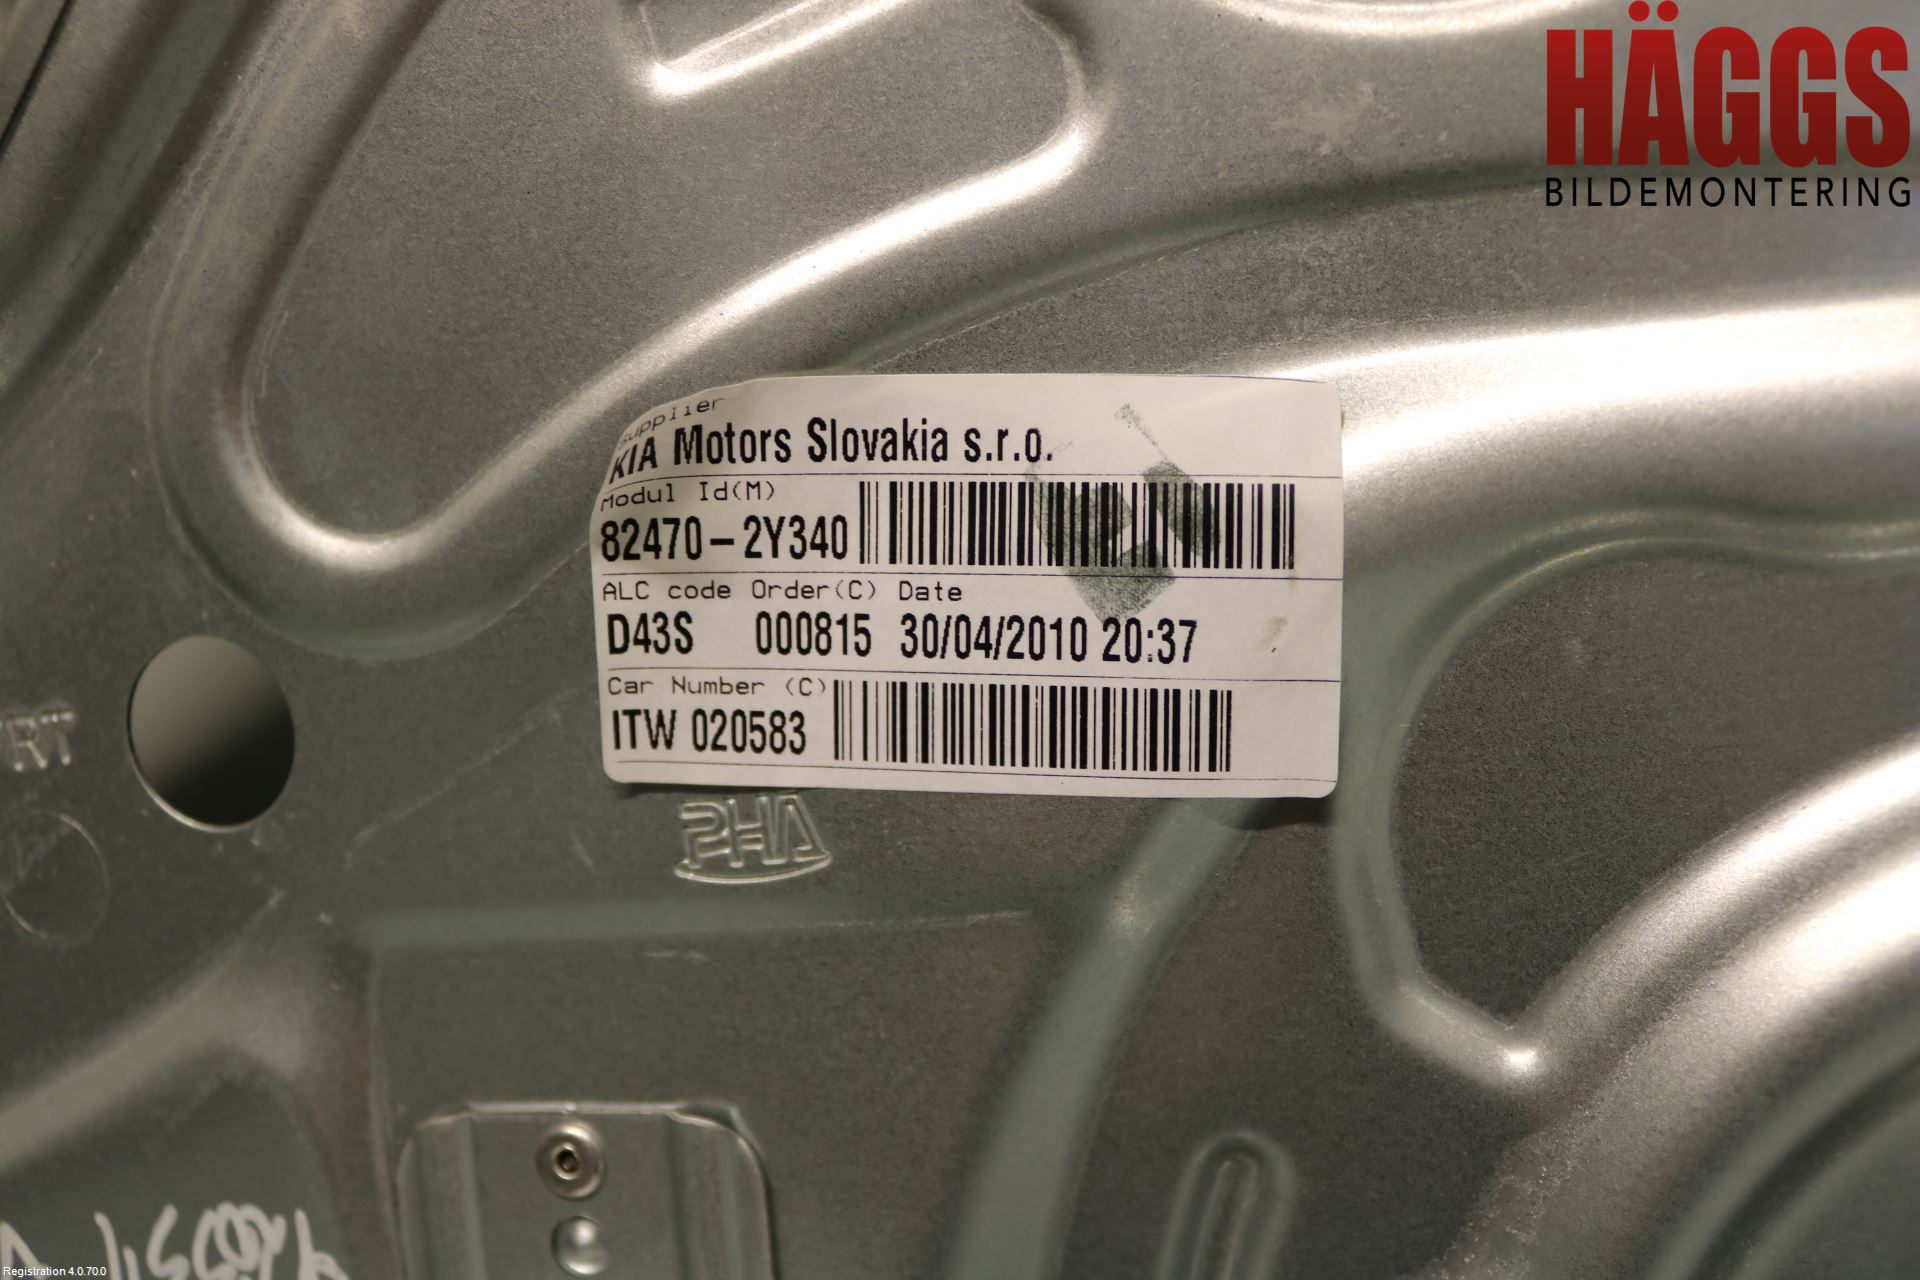 HÄGGS
BILDEMONTERING
Supplier
KIA Motors Slovakia s.r.o.
Modul Id(M)
82470-2Y340
ALC code Order(C) Date
D43S 000815 30/04/2010 20:37
Car Number (C)
ITW 020583
RT
PHA
Registration 4.0.70.0